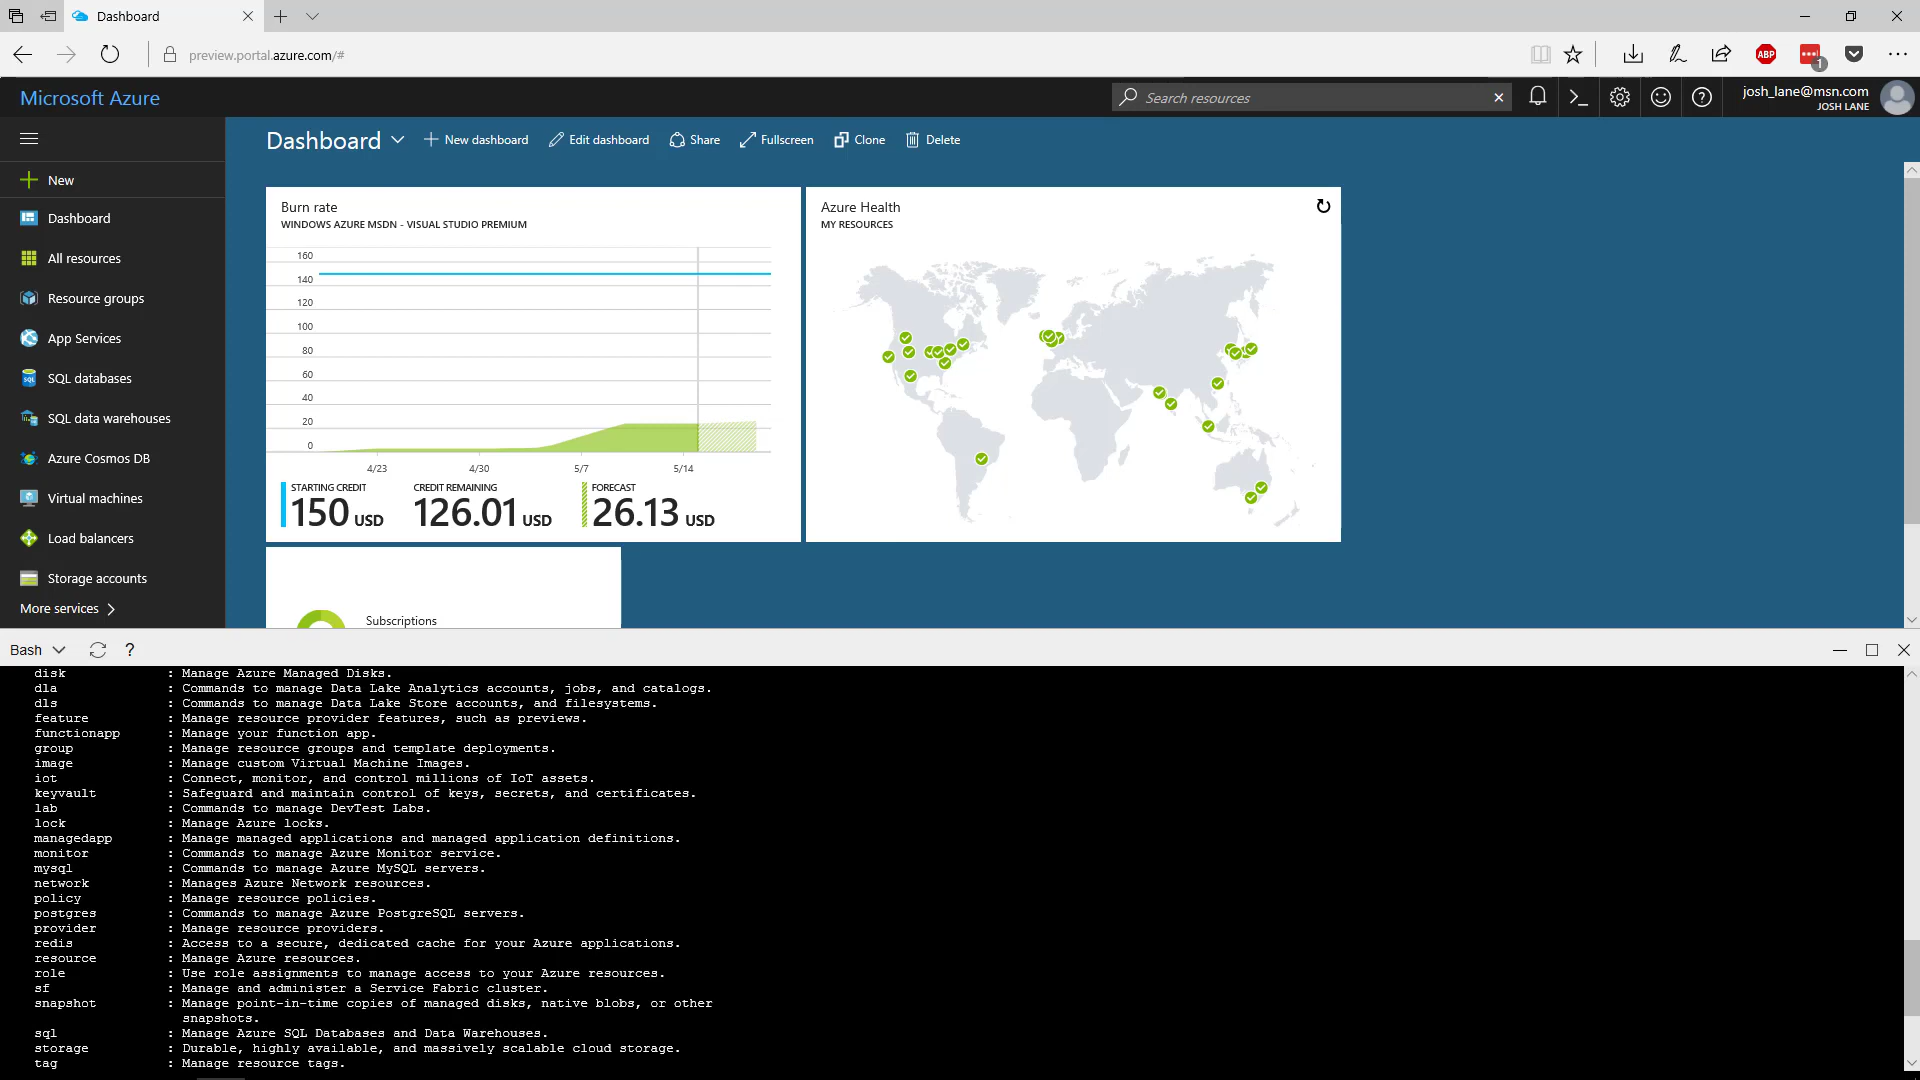 Dashboard
preview.portal.azure.com/#
ABP
1
Microsoft Azure
Search resources
josh_lane@msn.com
JOSH LANE
Dashboard
New dashboard
Edit dashboard
Share
Fullscreen
Clone
Delete
New
Dashboard
All resources
Resource groups
App Services
SQL databases
SQL data warehouses
Azure Cosmos DB
Virtual machines
Load balancers
Storage accounts
More services
Burn rate
WINDOWS AZURE MSDN - VISUAL STUDIO PREMIUM
160
140
120
100
80
60
40
20
0
4/23 4/30 5/7 5/14
STARTING CREDIT
150 USD
CREDIT REMAINING
126.01 USD
FORECAST
26.13 USD
Azure Health
MY RESOURCES
Subscriptions
Bash
?
disk : Manage Azure Managed Disks.
dla : Commands to manage Data Lake Analytics accounts, jobs, and catalogs.
dls : Commands to manage Data Lake Store accounts, and filesystems.
feature : Manage resource provider features, such as previews.
functionapp : Manage your function app.
group : Manage resource groups and template deployments.
image : Manage custom Virtual Machine Images.
iot : Connect, monitor, and control millions of IoT assets.
keyvault : Safeguard and maintain control of keys, secrets, and certificates.
lab : Commands to manage DevTest Labs.
lock : Manage Azure locks.
managedapp : Manage managed applications and managed application definitions.
monitor : Commands to manage Azure Monitor service.
mysql : Commands to manage Azure MySQL servers.
network : Manages Azure Network resources.
policy : Manage resource policies.
postgres : Commands to manage Azure PostgreSQL servers.
provider : Manage resource providers.
redis : Access to a secure, dedicated cache for your Azure applications.
resource : Manage Azure resources.
role : Use role assignments to manage access to your Azure resources.
sf : Manage and administer a Service Fabric cluster.
snapshot : Manage point-in-time copies of managed disks, native blobs, or other
snapshots.
sql : Manage Azure SQL Databases and Data Warehouses.
storage : Durable, highly available, and massively scalable cloud storage.
tag : Manage resource tags.